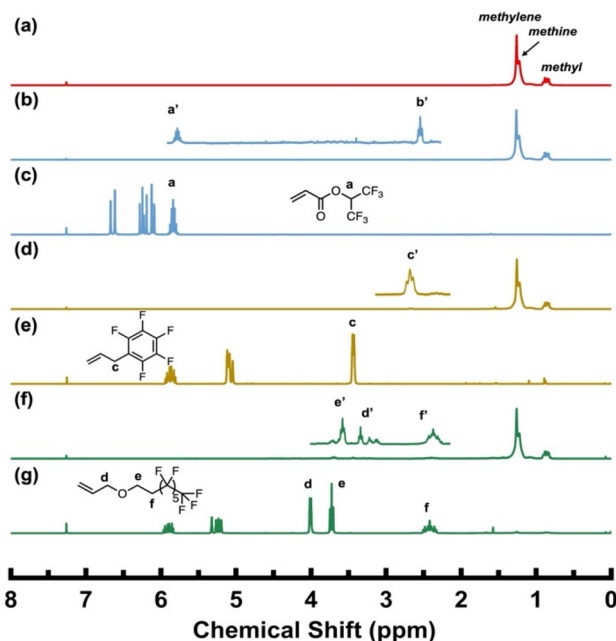 (a)
methylene
methine
methyl
(b)
a'
b'
(c)
a
a
O
O
CF₃
CF₃
(d)
c'
(e)
F
F
F
F
F
c
c
(f)
e'
d'
f'
(g)
d
e
O
f
F
F
5
F
F
F
d
e
f
8
7
6
5
4
3
2
1
0
Chemical Shift (ppm)